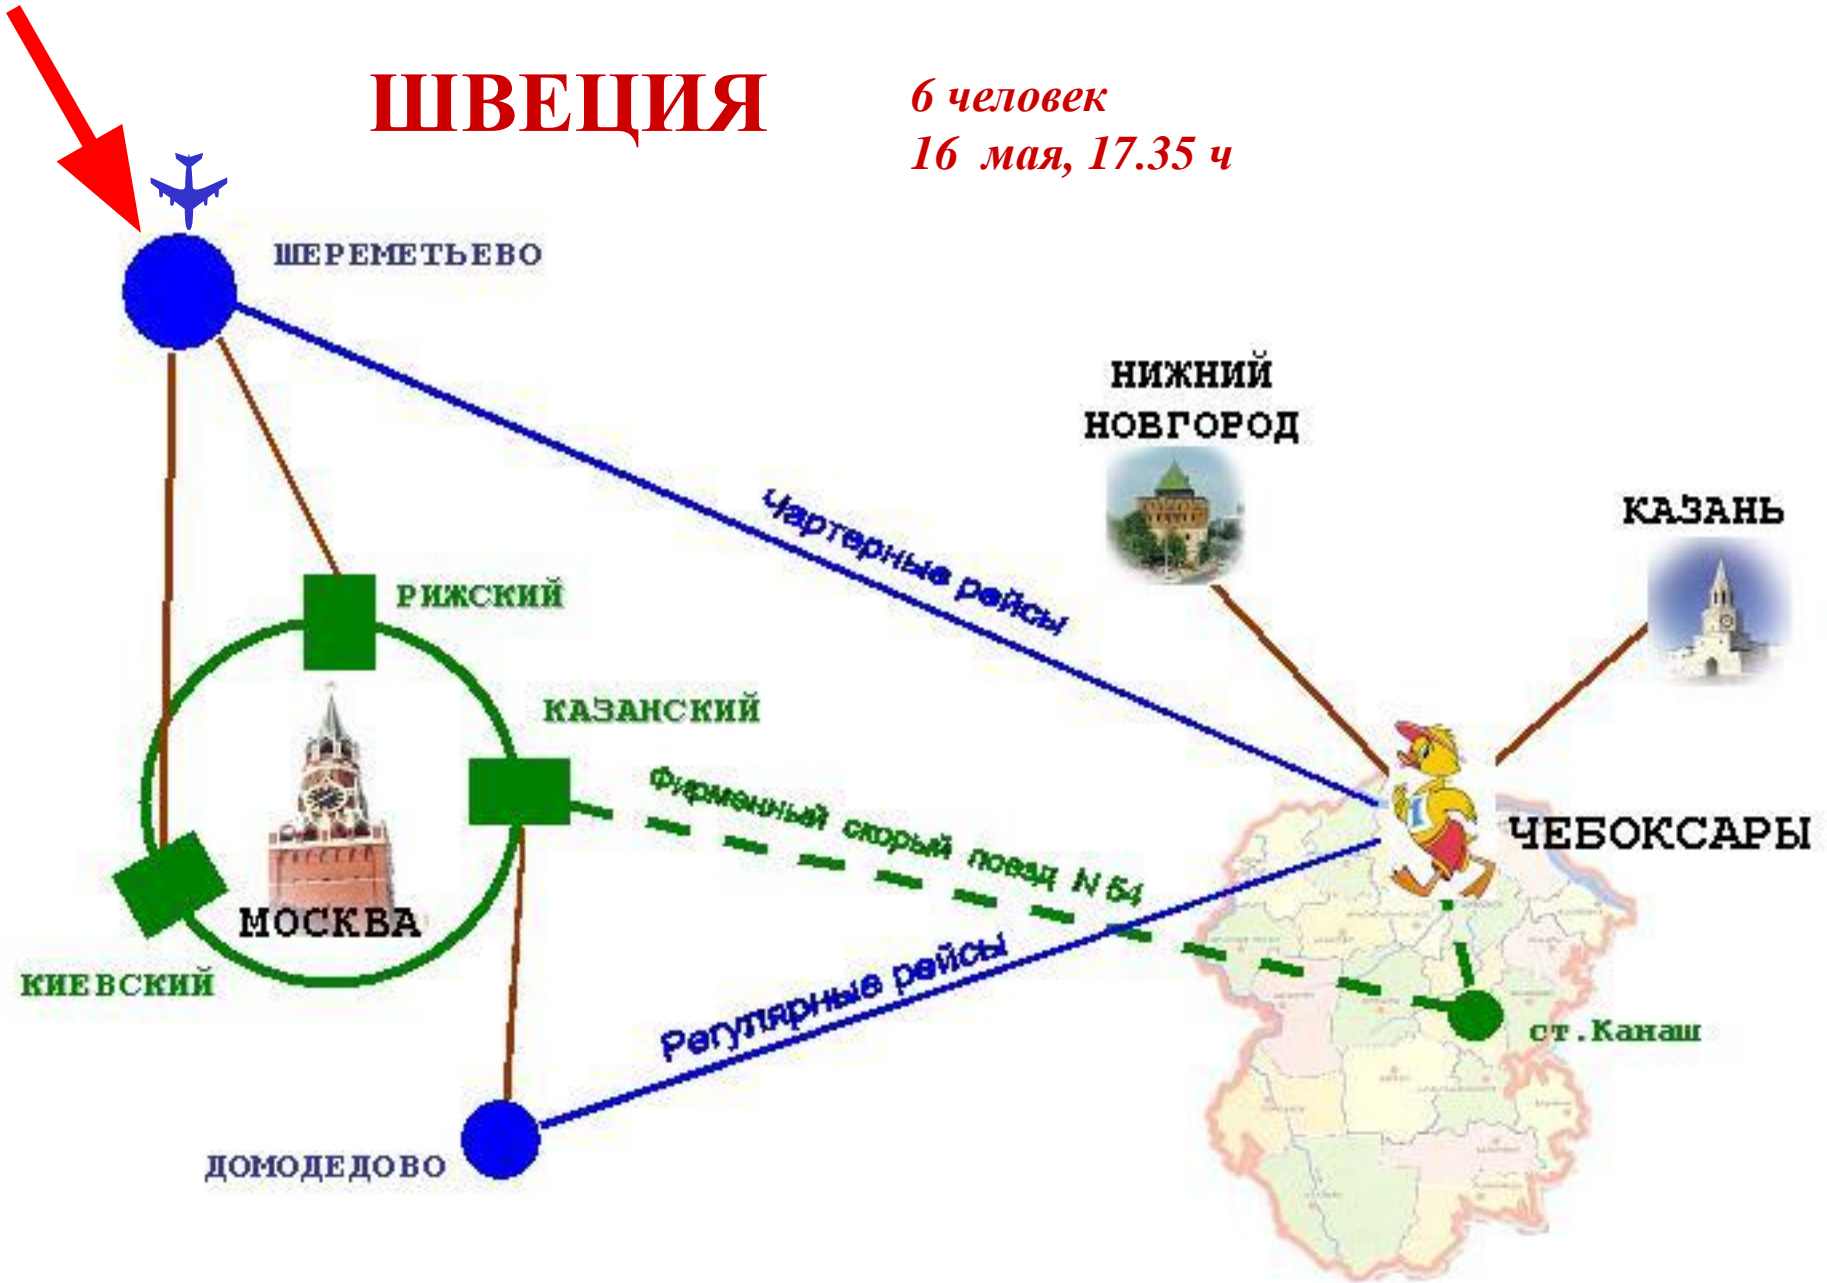 ШВЕЦИЯ
6 человек
16 мая, 17.35 ч
ШЕРЕМЕТЬЕВО
НИЖНИЙ
НОВГОРОД
КАЗАНЬ
Чартерные рейсы
РИЖСКИЙ
КАЗАНСКИЙ
Фирменный скорый поезд N 54
ЧЕБОКСАРЫ
МОСКВА
КИЕВСКИЙ
Регулярные рейсы
ст.Канаш
ДОМОДЕДОВО